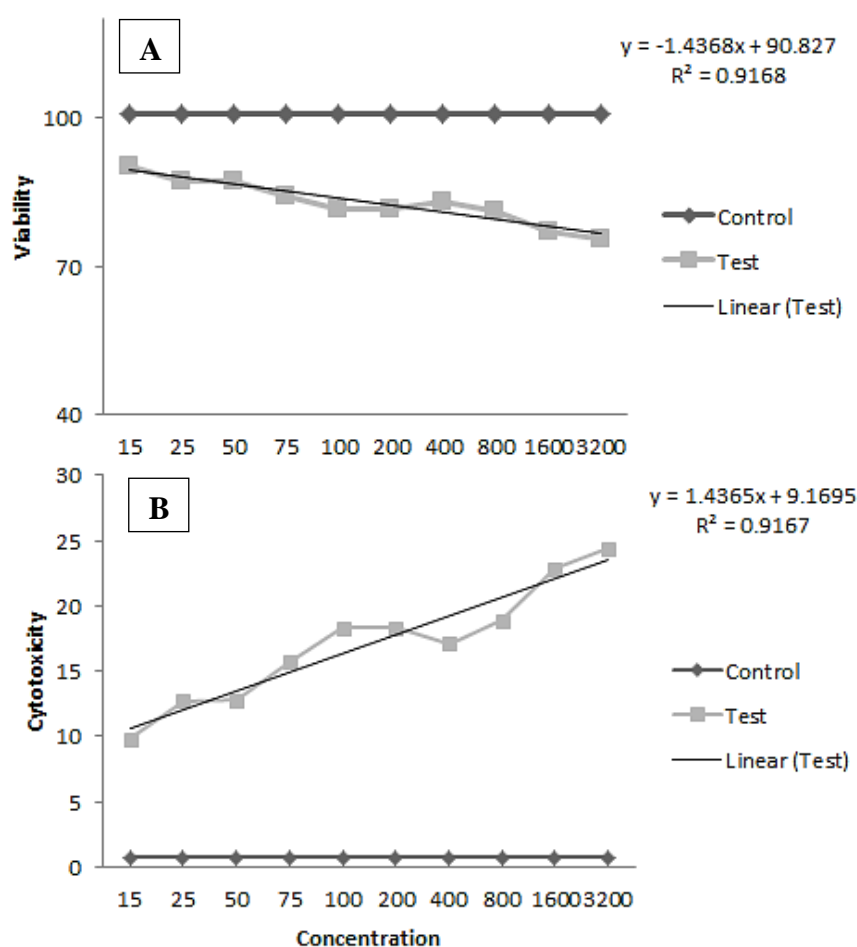 A
y = -1.4368x + 90.827
R² = 0.9168
100
70
40
Viability
Control
Test
Linear (Test)
15 25 50 75 100 200 400 800 1600 3200
B
y = 1.4365x + 9.1695
R² = 0.9167
30
25
20
15
10
5
0
Cytotoxicity
Control
Test
Linear (Test)
15 25 50 75 100 200 400 800 1600 3200
Concentration